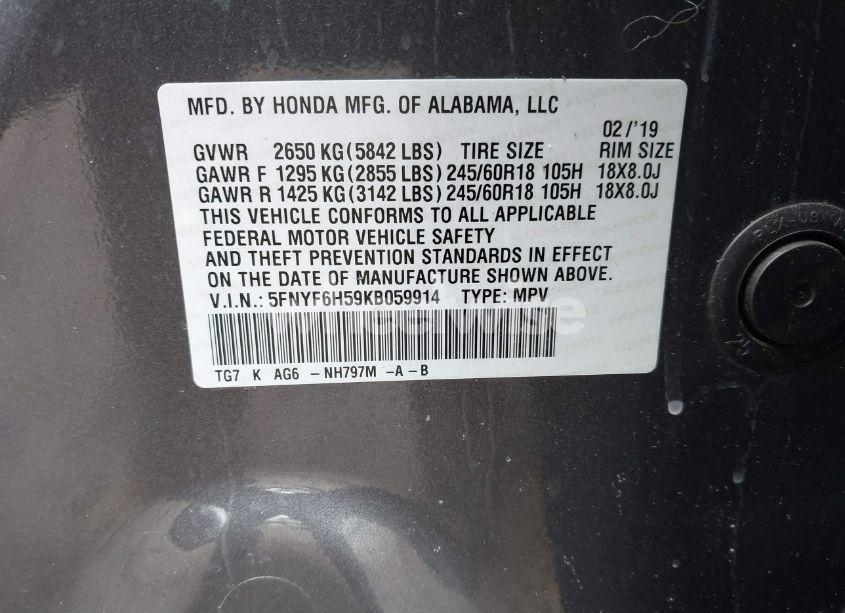 MFD. BY HONDA MFG. OF ALABAMA, LLC
02/'19
GVWR 2650 KG(5842 LBS) TIRE SIZE RIM SIZE
GAWR F 1295 KG(2855 LBS) 245/60R18 105H 18X8.0J
GAWR R 1425 KG(3142 LBS) 245/60R18 105H 18X8.0J
THIS VEHICLE CONFORMS TO ALL APPLICABLE
FEDERAL MOTOR VEHICLE SAFETY
AND THEFT PREVENTION STANDARDS IN EFFECT
ON THE DATE OF MANUFACTURE SHOWN ABOVE.
V.I.N.: 5FNYF6H59KB059914 TYPE: MPV
wheelwise
TG7 K AG6 -NH797M -A-B
25